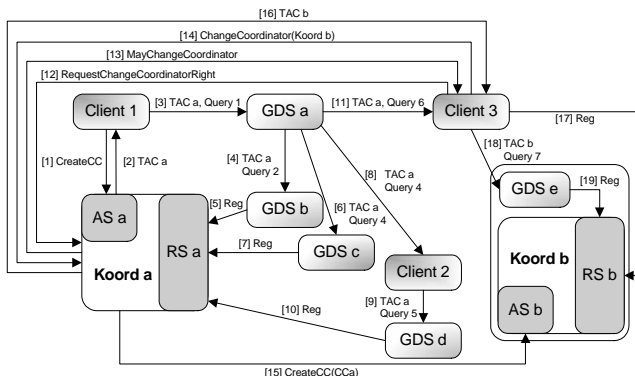 [16] TAC b
[14] ChangeCoordinator(Koord b)
[13] MayChangeCoordinator
[12] RequestChangeCoordinatorRight
Client 1
[3] TAC a, Query 1
GDS a
[11] TAC a, Query 6
Client 3
[17] Reg
[1] CreateCC
[2] TAC a
[4] TAC a
Query 2
[8] TAC a
Query 4
[18] TAC b
Query 7
AS a
RS a
Koord a
[5] Reg
GDS b
[6] TAC a
Query 4
[7] Reg
GDS c
Client 2
GDS e
[19] Reg
Koord b
RS b
AS b
[9] TAC a
Query 5
[10] Reg
GDS d
[15] CreateCC(CCa)